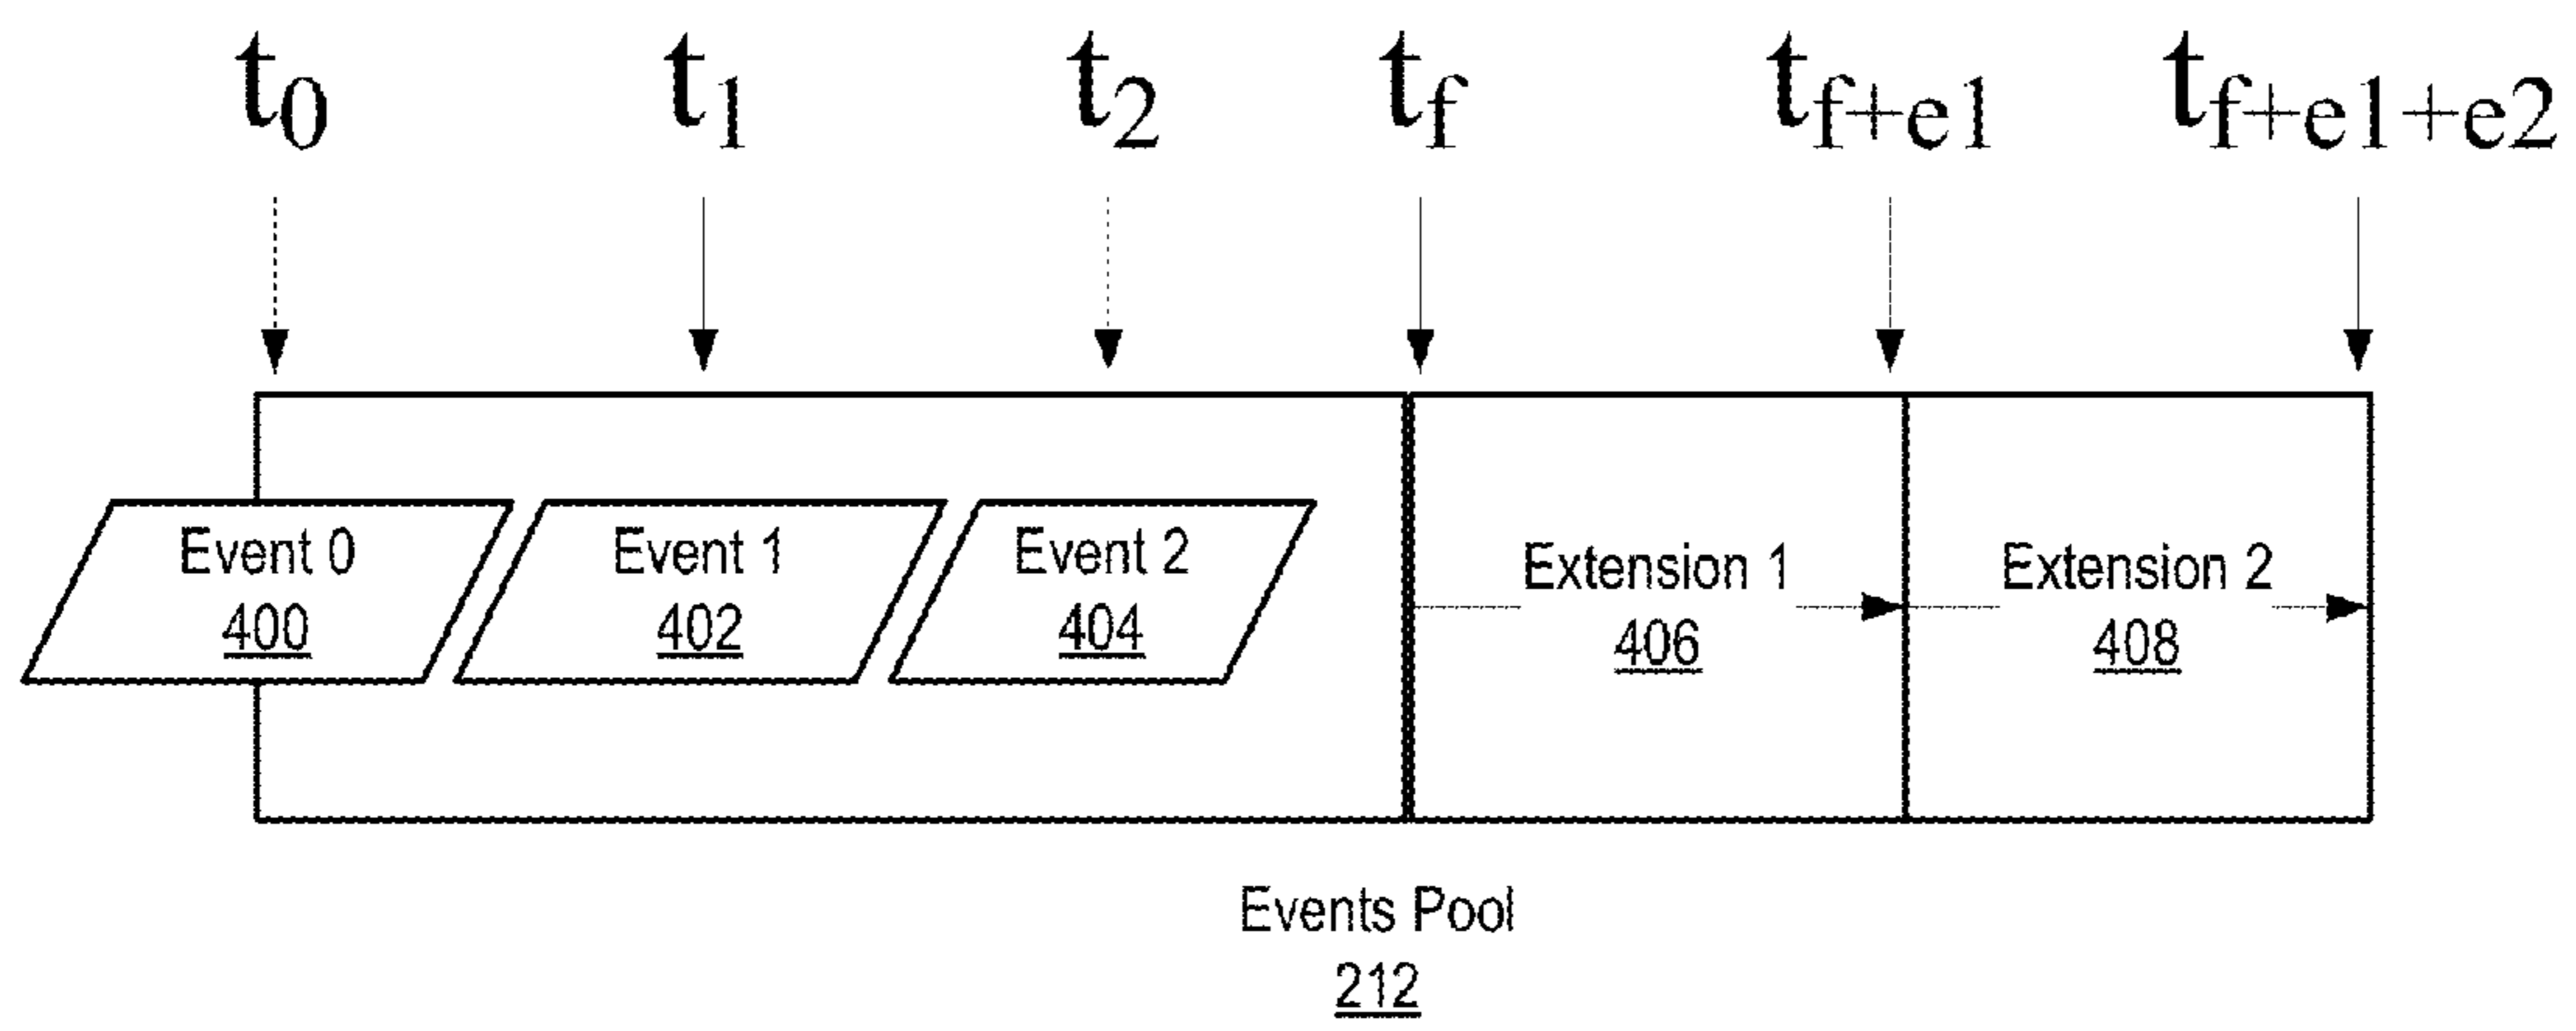 t0 t1 t2 tf tf+e1 tf+e1+e2
Event 0
400
Event 1
402
Event 2
404
Extension 1
406
Extension 2
408
Events Pool
212